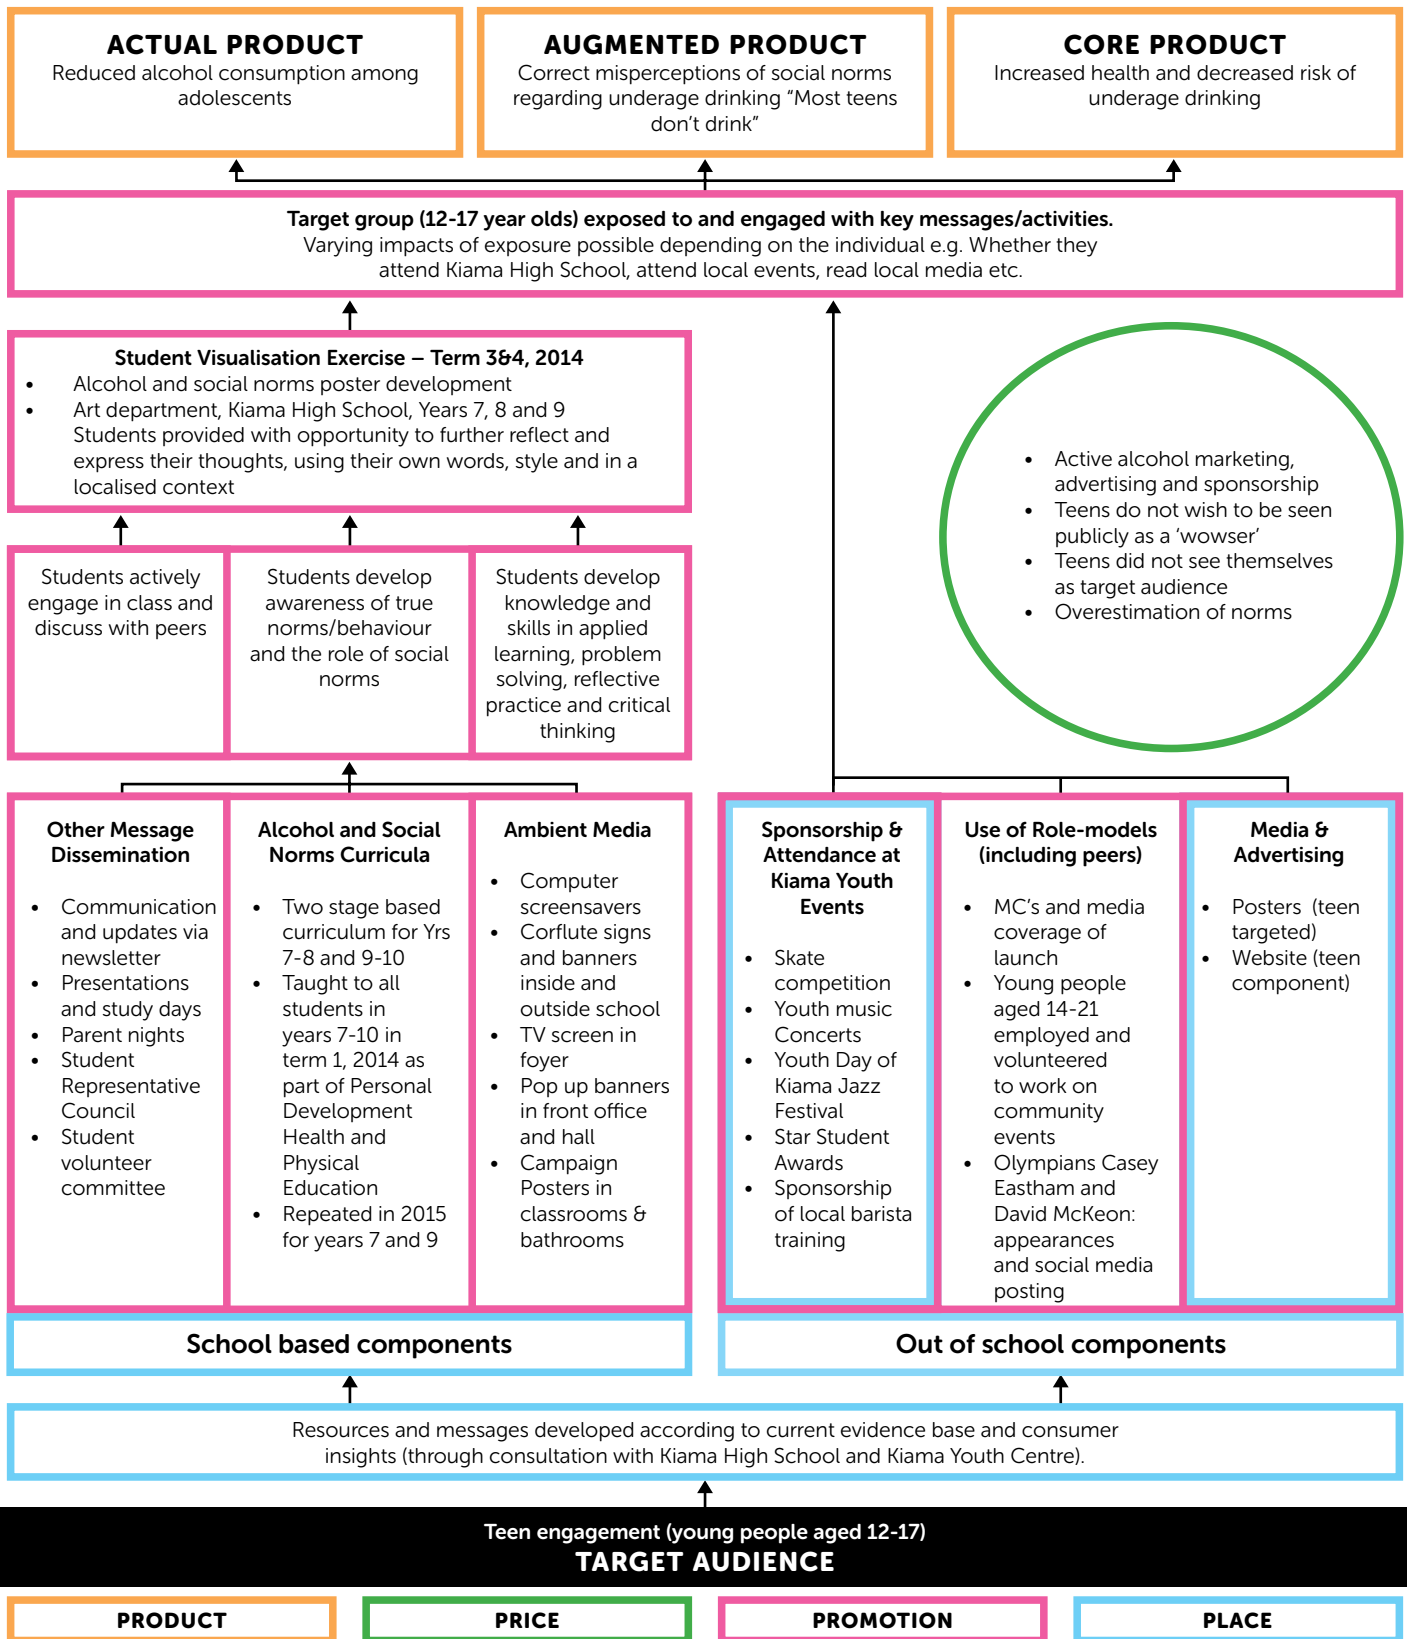 ACTUAL PRODUCT
Reduced alcohol consumption among
adolescents
AUGMENTED PRODUCT
Correct misperceptions of social norms
regarding underage drinking “Most teens
don’t drink”
CORE PRODUCT
Increased health and decreased risk of
underage drinking
Target group (12-17 year olds) exposed to and engaged with key messages/activities.
Varying impacts of exposure possible depending on the individual e.g. Whether they
attend Kiama High School, attend local events, read local media etc.
Student Visualisation Exercise – Term 3&4, 2014
• Alcohol and social norms poster development
• Art department, Kiama High School, Years 7, 8 and 9
Students provided with opportunity to further reflect and
express their thoughts, using their own words, style and in a
localised context
• Active alcohol marketing,
advertising and sponsorship
• Teens do not wish to be seen
publicly as a ‘wowser’
• Teens did not see themselves
as target audience
• Overestimation of norms
Students actively
engage in class and
discuss with peers
Students develop
awareness of true
norms/behaviour
and the role of social
norms
Students develop
knowledge and
skills in applied
learning, problem
solving, reflective
practice and critical
thinking
Other Message
Dissemination
• Communication
and updates via
newsletter
• Presentations
and study days
• Parent nights
• Student
Representative
Council
• Student
volunteer
committee
Alcohol and Social
Norms Curricula
• Two stage based
curriculum for Yrs
7-8 and 9-10
• Taught to all
students in
years 7-10 in
term 1, 2014 as
part of Personal
Development
Health and
Physical
Education
• Repeated in 2015
for years 7 and 9
Ambient Media
• Computer
screensavers
• Corflute signs
and banners
inside and
outside school
• TV screen in
foyer
• Pop up banners
in front office
and hall
• Campaign
Posters in
classrooms &
bathrooms
Sponsorship &
Attendance at
Kiama Youth
Events
• Skate
competition
• Youth music
Concerts
• Youth Day of
Kiama Jazz
Festival
• Star Student
Awards
• Sponsorship
of local barista
training
Use of Role-models
(including peers)
• MC’s and media
coverage of
launch
• Young people
aged 14-21
employed and
volunteered
to work on
community
events
• Olympians Casey
Eastham and
David McKeon:
appearances
and social media
posting
Media &
Advertising
• Posters (teen
targeted)
• Website (teen
component)
School based components
Out of school components
Resources and messages developed according to current evidence base and consumer
insights (through consultation with Kiama High School and Kiama Youth Centre).
Teen engagement (young people aged 12-17)
TARGET AUDIENCE
PRODUCT
PRICE
PROMOTION
PLACE